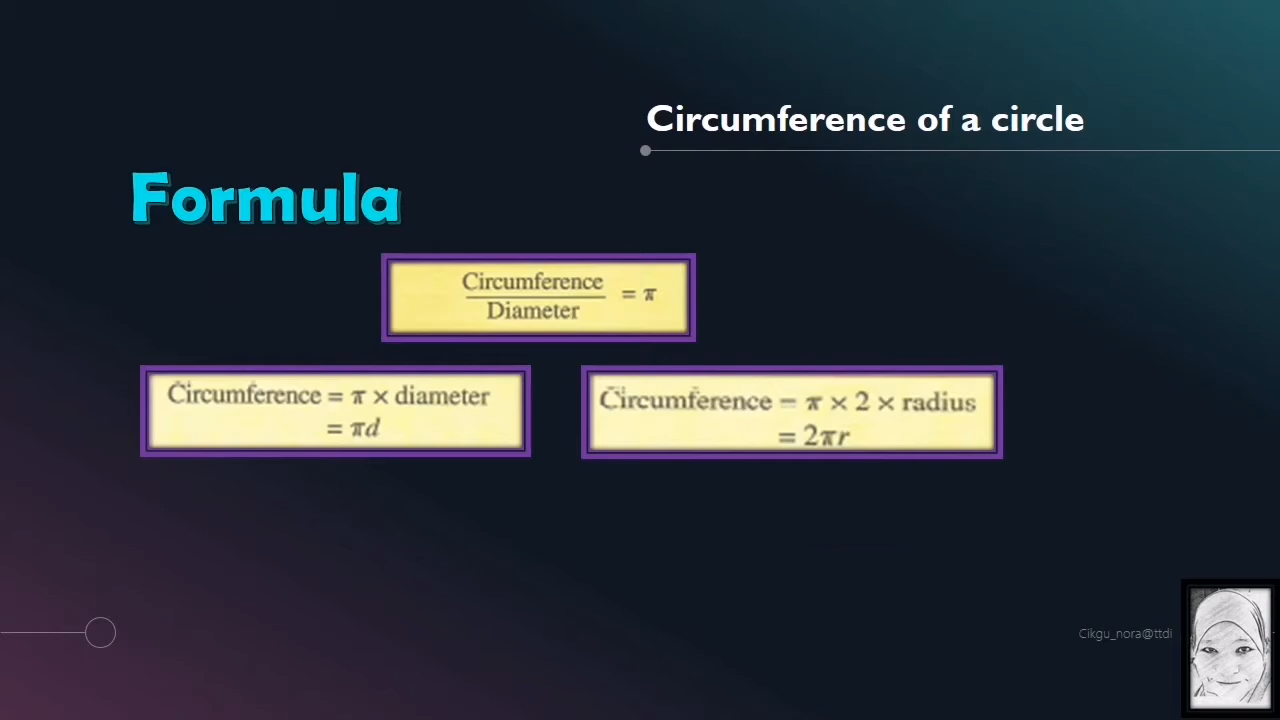 Circumference of a circle
Formula
Circumference
Diameter
= π
Circumference = π × diameter
= πd
Circumference = π × 2 × radius
= 2πr
Cikgu_nora@ttdi